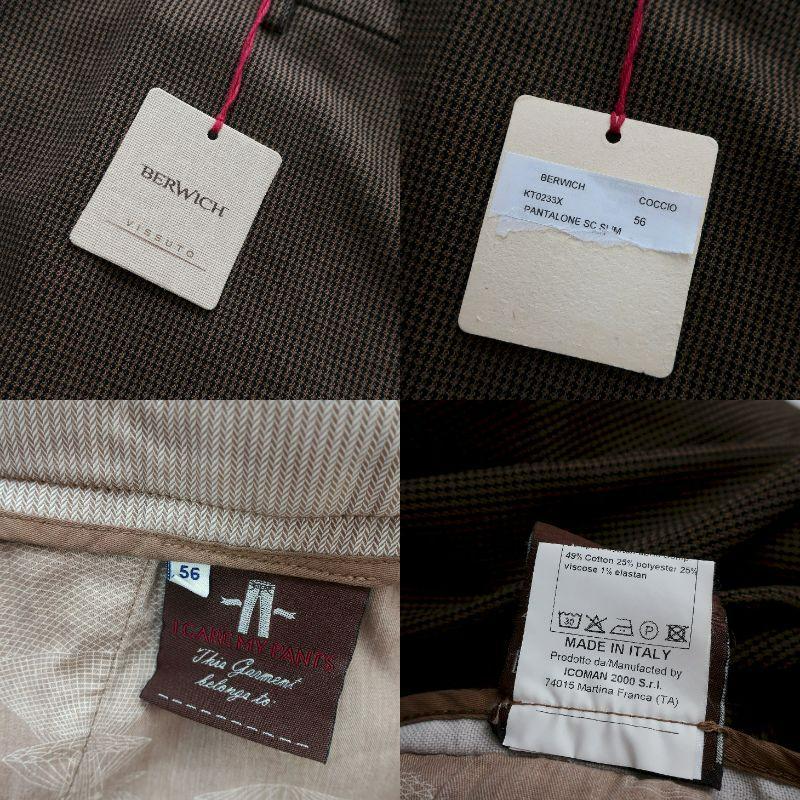 BERWICH
VISSUTO
BERWICH COCCIO
KT0233X 56
PANTALONE SC SLIM
56
I CARE MY PANTS
This Garment
belongs to:
49% Cotton 25% polyester 25%
viscose 1% elastan
30
P
MADE IN ITALY
Prodotto da/Manufactured by
ICOMAN 2000 S.r.l.
74015 Martina Franca (TA)